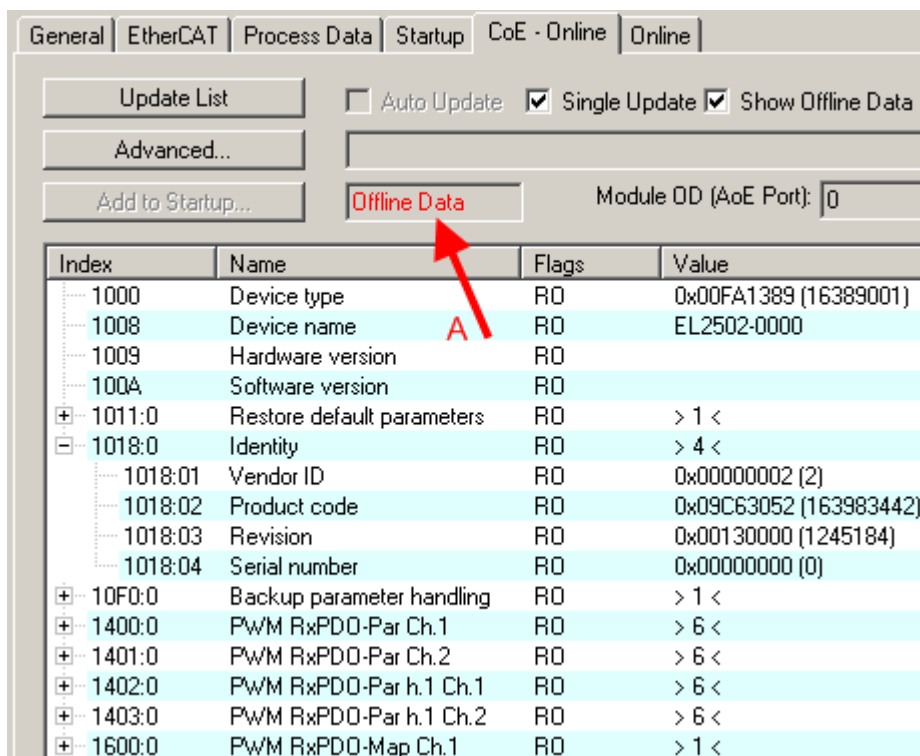 General EtherCAT Process Data Startup CoE - Online Online
Update List Auto Update Single Update Show Offline Data
Advanced...
Add to Startup... Offline Data Module OD (AoE Port): 0
Index Name Flags Value
1000 Device type RO 0x00FA1389 (16389001)
1008 Device name RO EL2502-0000
A
1009 Hardware version RO
100A Software version RO
1011:0 Restore default parameters RO > 1 <
1018:0 Identity RO > 4 <
1018:01 Vendor ID RO 0x00000002 (2)
1018:02 Product code RO 0x09C63052 (163983442)
1018:03 Revision RO 0x00130000 (1245184)
1018:04 Serial number RO 0x00000000 (0)
10F0:0 Backup parameter handling RO > 1 <
1400:0 PWM RxPDO-Par Ch.1 RO > 6 <
1401:0 PWM RxPDO-Par Ch.2 RO > 6 <
1402:0 PWM RxPDO-Par h.1 Ch.1 RO > 6 <
1403:0 PWM RxPDO-Par h.1 Ch.2 RO > 6 <
1600:0 PWM RxPDO-Map Ch.1 RO > 1 <